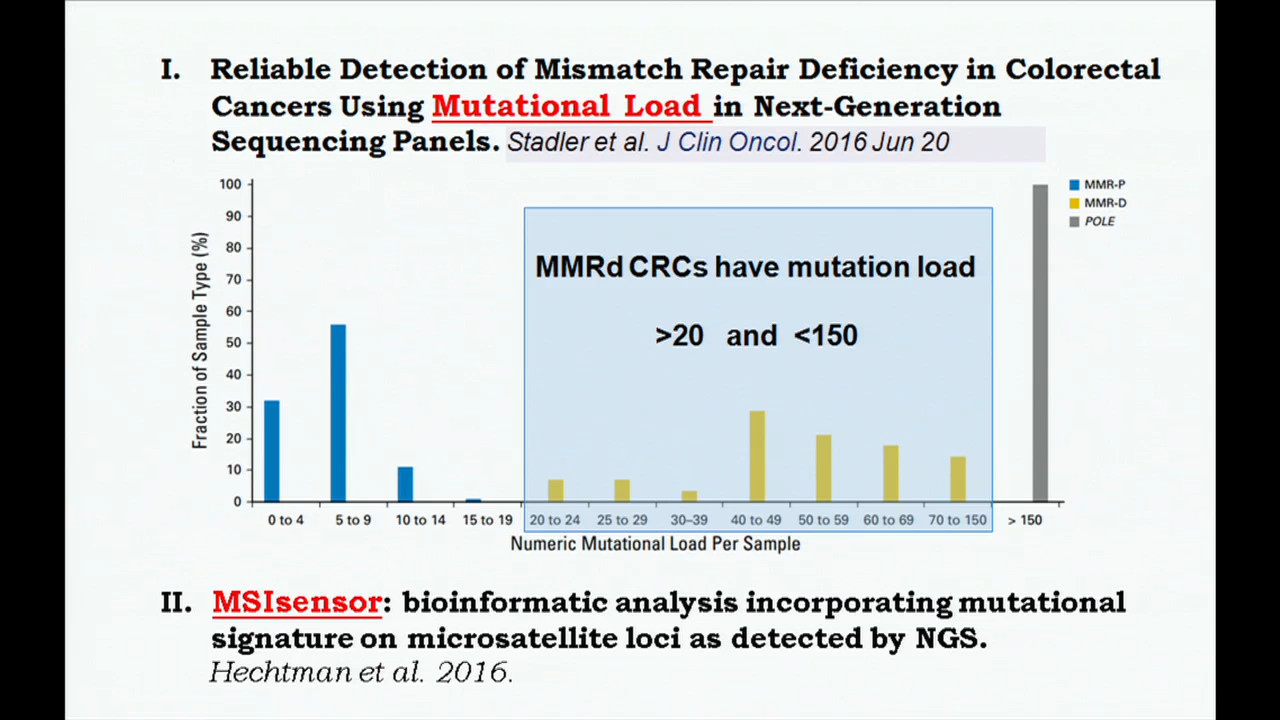 I. Reliable Detection of Mismatch Repair Deficiency in Colorectal
Cancers Using Mutational Load in Next-Generation
Sequencing Panels. Stadler et al. J Clin Oncol. 2016 Jun 20
100
90
80
70
60
50
40
30
20
10
0
Fraction of Sample Type (%)
MMR-P
MMR-D
POLE
MMRd CRCs have mutation load
>20 and <150
0 to 4 5 to 9 10 to 14 15 to 19 20 to 24 25 to 29 30–39 40 to 49 50 to 59 60 to 69 70 to 150 > 150
Numeric Mutational Load Per Sample
II. MSIsensor: bioinformatic analysis incorporating mutational
signature on microsatellite loci as detected by NGS.
Hechtman et al. 2016.